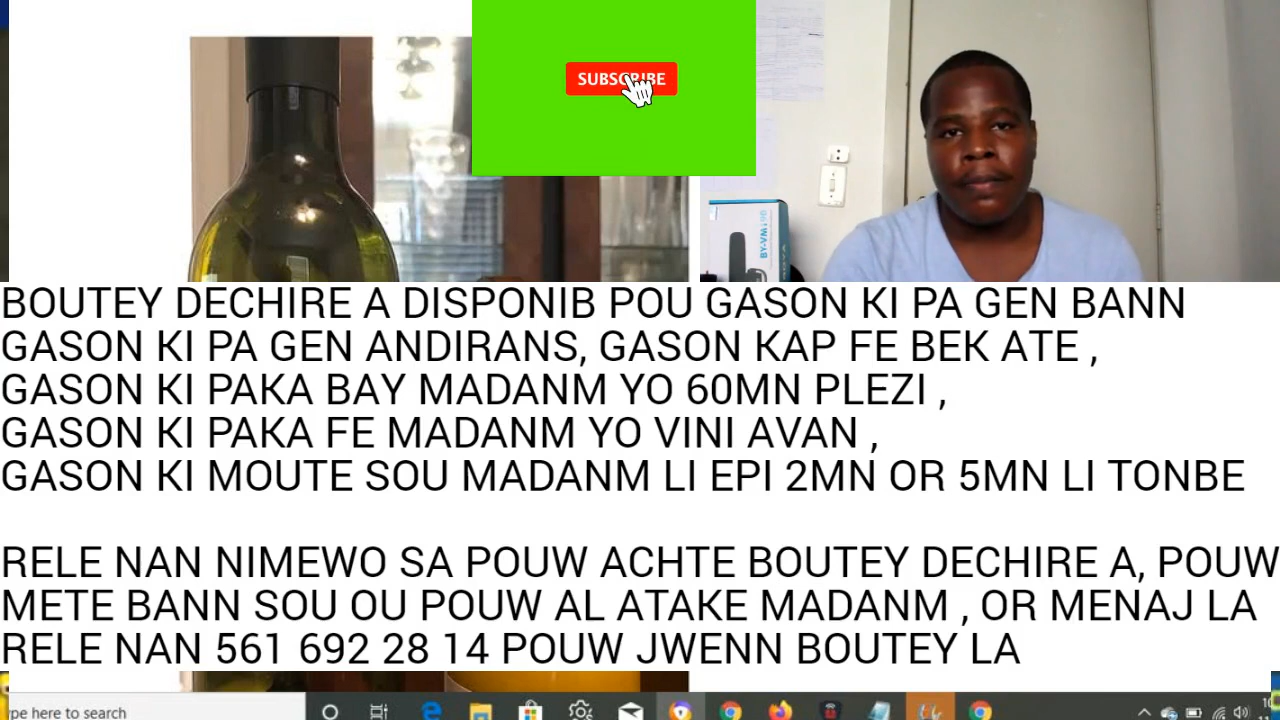 SUBSCRIBE
BY-VM190
BOUTEY DECHIRE A DISPONIB POU GASON KI PA GEN BANN
GASON KI PA GEN ANDIRANS, GASON KAP FE BEK ATE ,
GASON KI PAKA BAY MADANM YO 60MN PLEZI ,
GASON KI PAKA FE MADANM YO VINI AVAN ,
GASON KI MOUTE SOU MADANM LI EPI 2MN OR 5MN LI TONBE
RELE NAN NIMEWO SA POUW ACHTE BOUTEY DECHIRE A, POUW
METE BANN SOU OU POUW AL ATAKE MADANM , OR MENAJ LA
RELE NAN 561 692 28 14 POUW JWENN BOUTEY LA
pe here to search